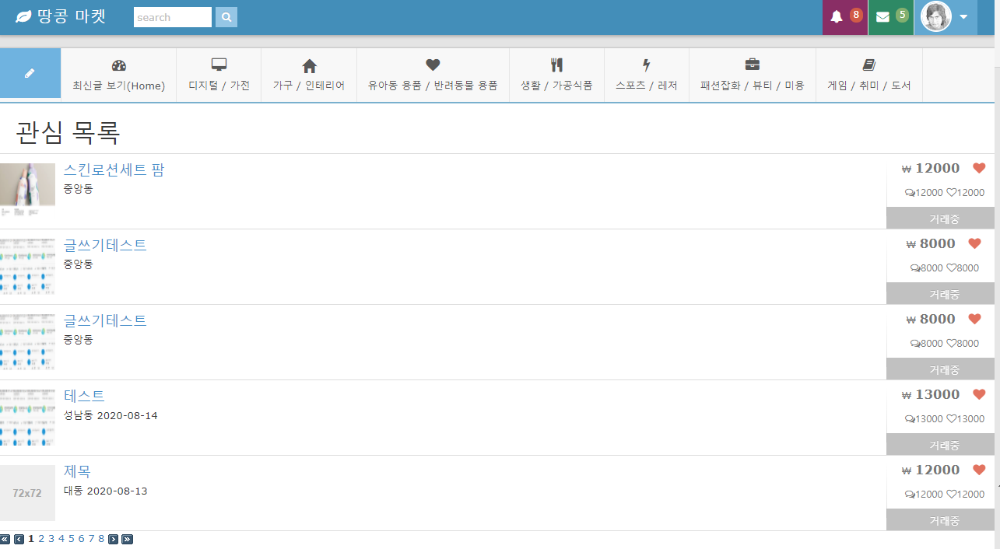 땅콩 마켓 search 8 5
최신글 보기(Home) 디지털 / 가전 가구 / 인테리어 유아동 용품 / 반려동물 용품 생활 / 가공식품 스포츠 / 레저 패션잡화 / 뷰티 / 미용 게임 / 취미 / 도서
관심 목록
스킨로션세트 팜 ₩ 12000
중앙동 12000 12000
거래중
글쓰기테스트 ₩ 8000
중앙동 8000 8000
거래중
글쓰기테스트 ₩ 8000
중앙동 8000 8000
거래중
테스트 ₩ 13000
성남동 2020-08-14 13000 13000
거래중
제목 ₩ 12000
72x72 대동 2020-08-13 12000 12000
거래중
1 2 3 4 5 6 7 8